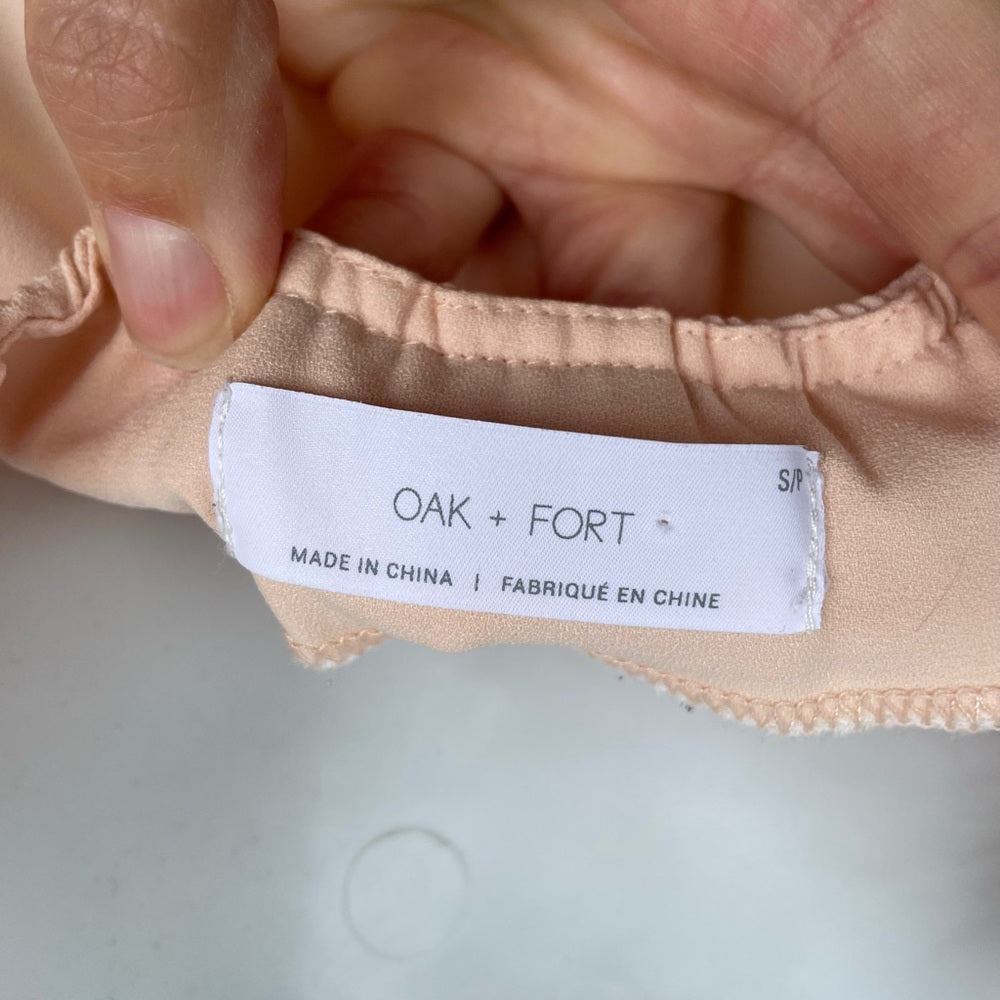 S/P
OAK + FORT
MADE IN CHINA | FABRIQUÉ EN CHINE